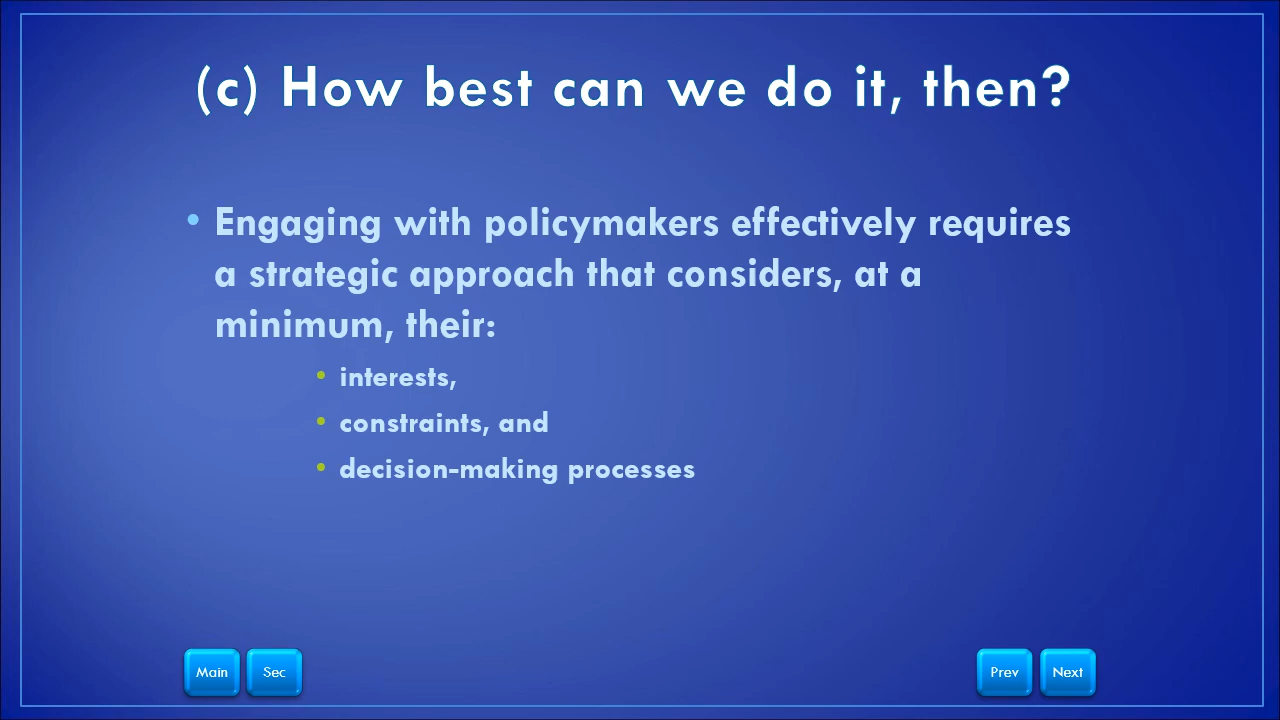 (c) How best can we do it, then?
• Engaging with policymakers effectively requires
a strategic approach that considers, at a
minimum, their:
• interests,
• constraints, and
• decision-making processes
Main Sec Prev Next